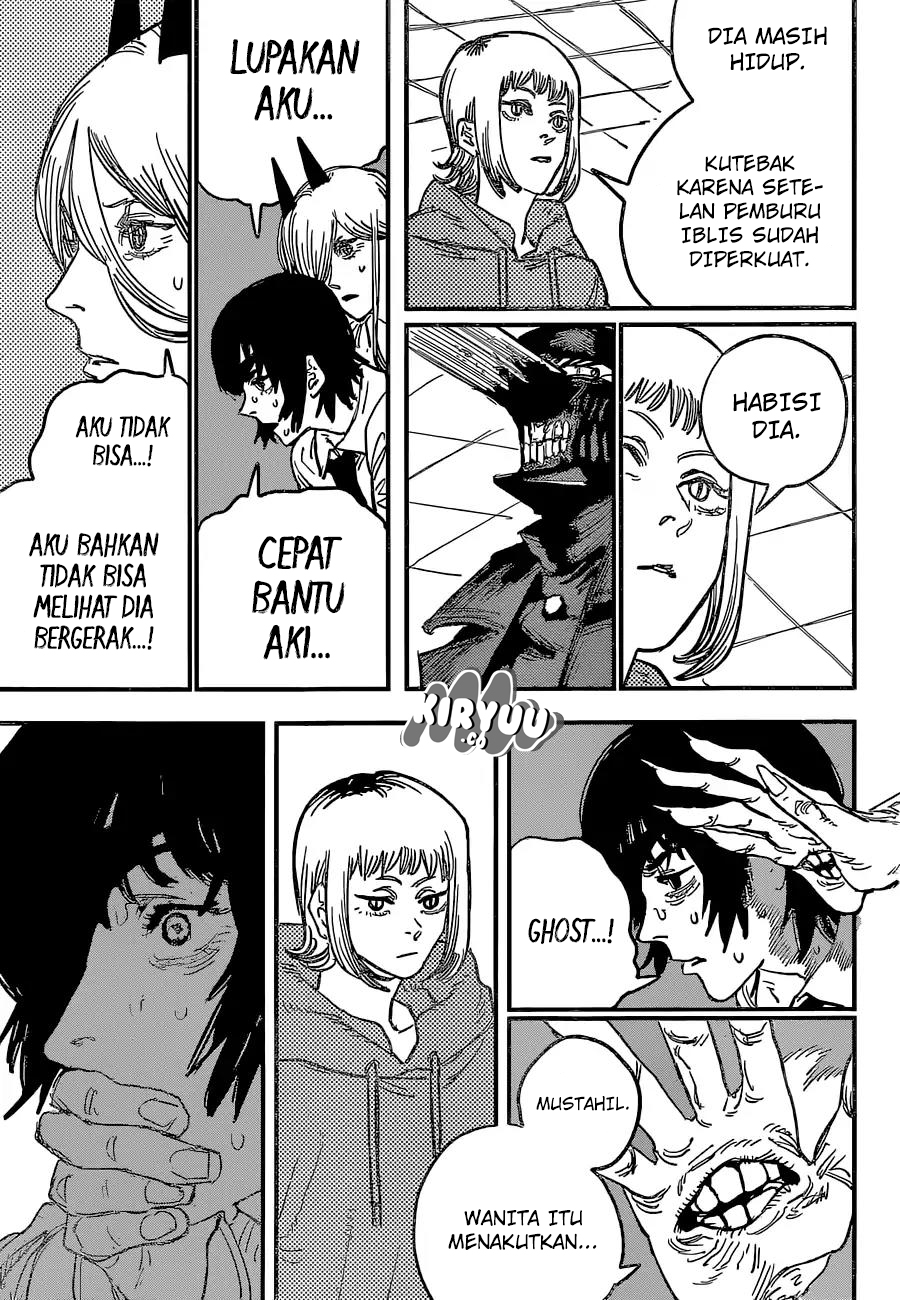 DIA MASIH
HIDUP.
KUTEBAK
KARENA SETE-
LAN PEMBURU
IBLIS SUDAH
DIPERKUAT.
HABISI
DIA.
LUPAKAN
AKU...
CEPAT
BANTU
AKI...
AKU TIDAK
BISA...!
AKU BAHKAN
TIDAK BISA
MELIHAT DIA
BERGERAK...!
KIRYUU
.CO
GHOST...!
MUSTAHIL.
WANITA ITU
MENAKUTKAN...